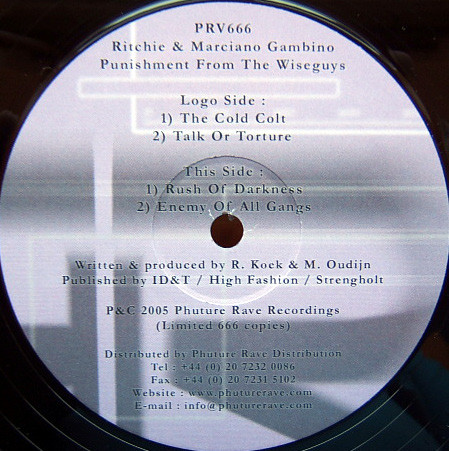 PRV666
Ritchie & Marciano Gambino
Punishment From The Wiseguys
Logo Side :
1) The Cold Colt
2) Talk Or Torture
This Side :
1) Rush Of Darkness
2) Enemy Of All Gangs
Written & produced by R. Koek & M. Oudijn
Published by ID&T / High Fashion / Strengholt
P&C 2005 Phuture Rave Recordings
(Limited 666 copies)
Distributed by Phuture Rave Distribution
Tel : +44 (0) 20 7232 0086
Fax : +44 (0) 20 7231 5102
Website : www.phuturerave.com
E-mail : info@phuturerave.com